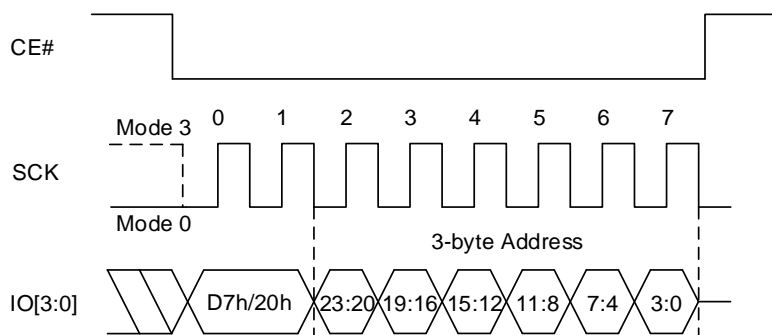 CE#
0 1 2 3 4 5 6 7
Mode 3
SCK
Mode 0
3-byte Address
IO[3:0] D7h/20h 23:20 19:16 15:12 11:8 7:4 3:0